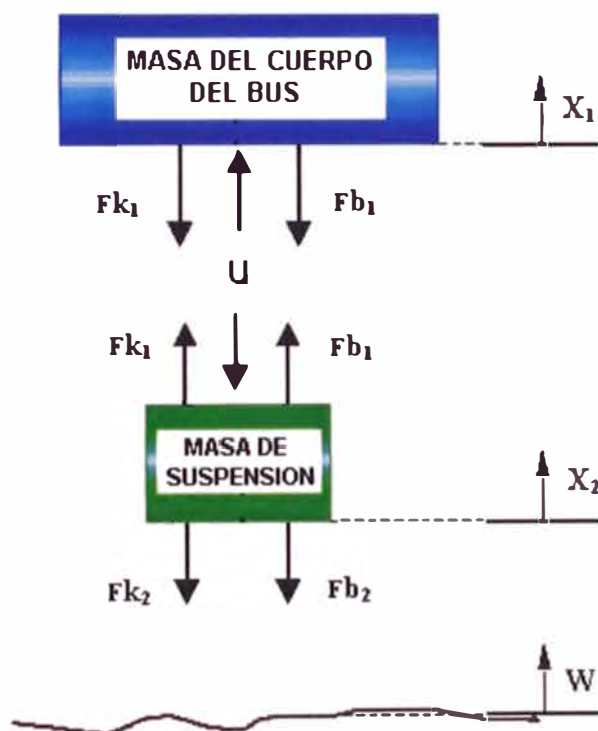 MASA DEL CUERPO
DEL BUS
X₁
Fk₁
Fb₁
u
Fk₁
Fb₁
MASA DE
SUSPENSION
X₂
Fk₂
Fb₂
W